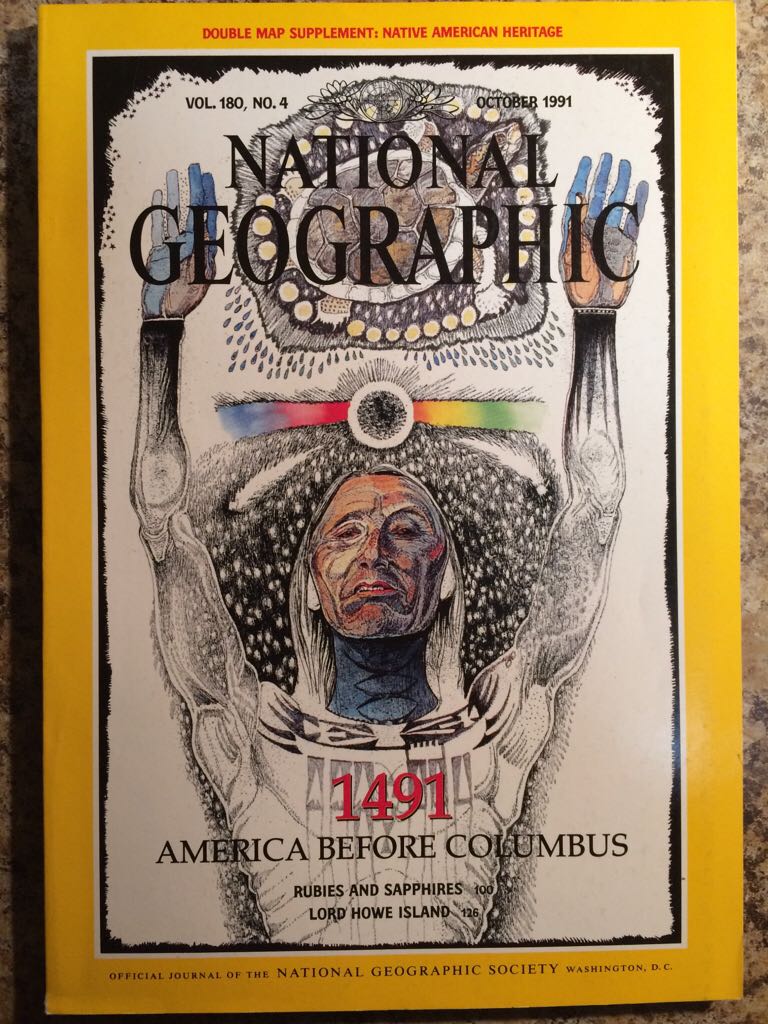 DOUBLE MAP SUPPLEMENT: NATIVE AMERICAN HERITAGE
VOL. 180, NO. 4 OCTOBER 1991
NATIONAL
GEOGRAPHIC
1491
AMERICA BEFORE COLUMBUS
RUBIES AND SAPPHIRES 100
LORD HOWE ISLAND 126
OFFICIAL JOURNAL OF THE NATIONAL GEOGRAPHIC SOCIETY WASHINGTON, D.C.